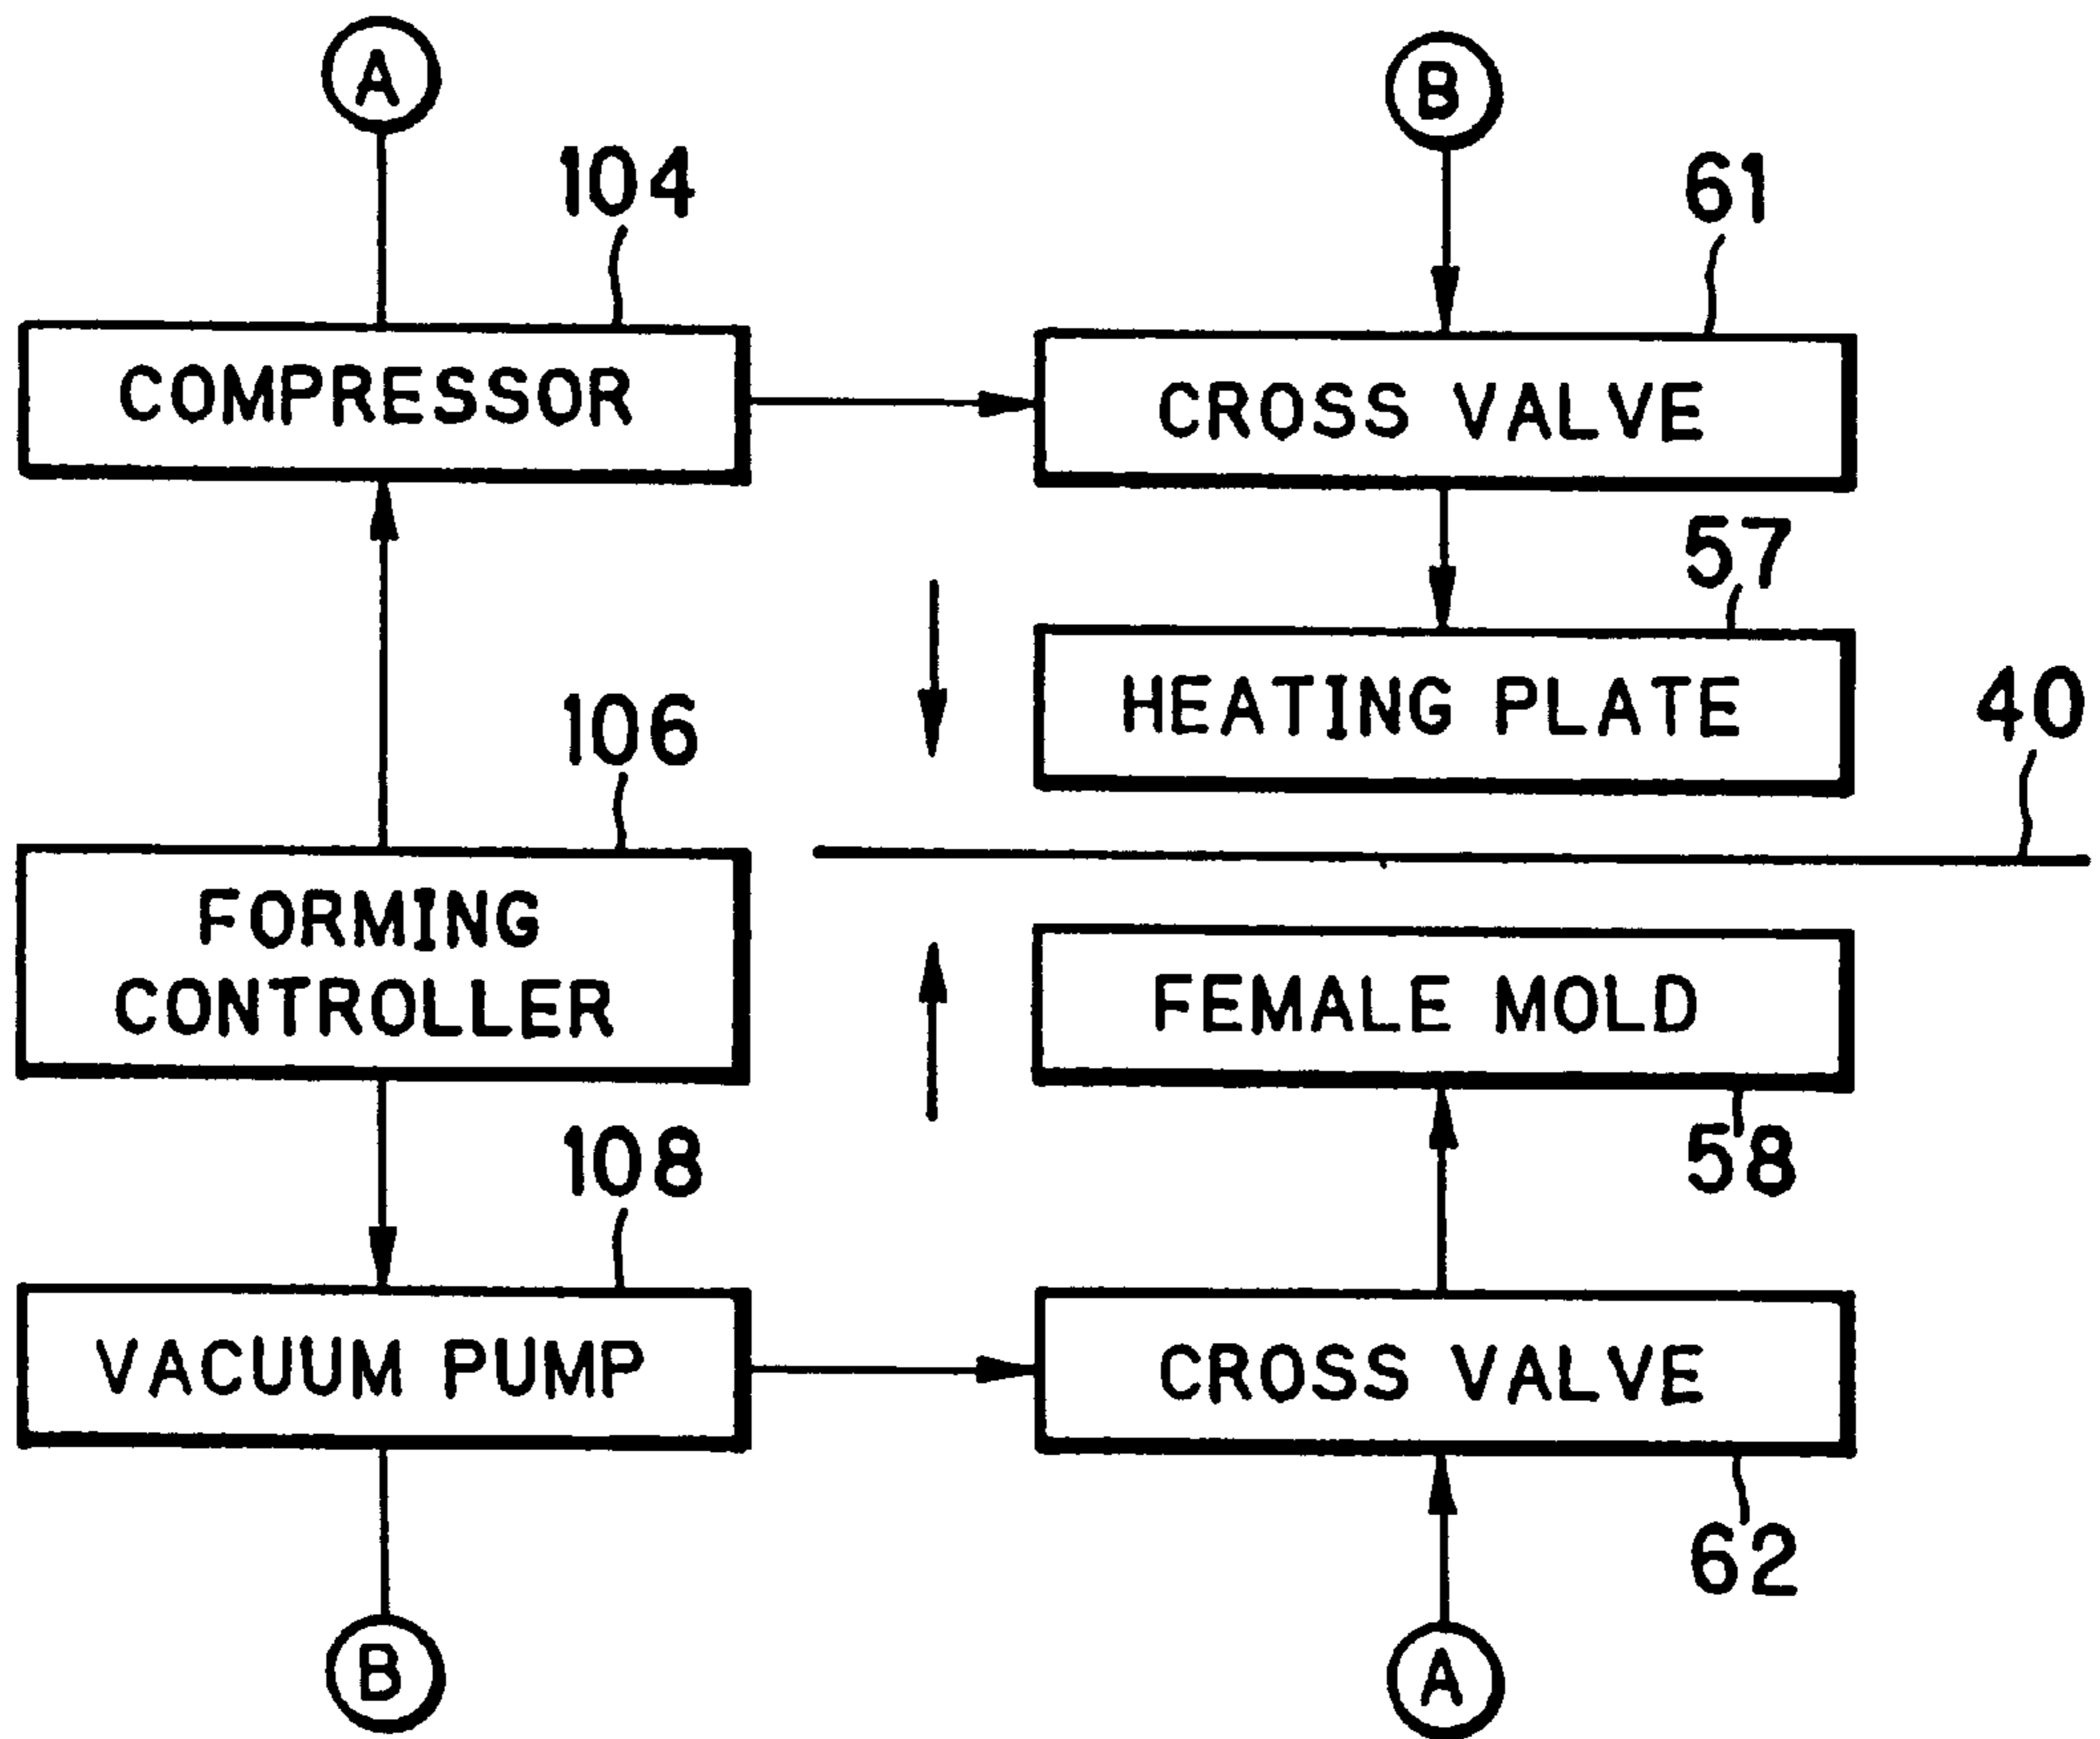 A
B
104
61
COMPRESSOR
CROSS VALVE
57
HEATING PLATE
40
106
FORMING
CONTROLLER
FEMALE MOLD
58
108
VACUUM PUMP
CROSS VALVE
62
B
A